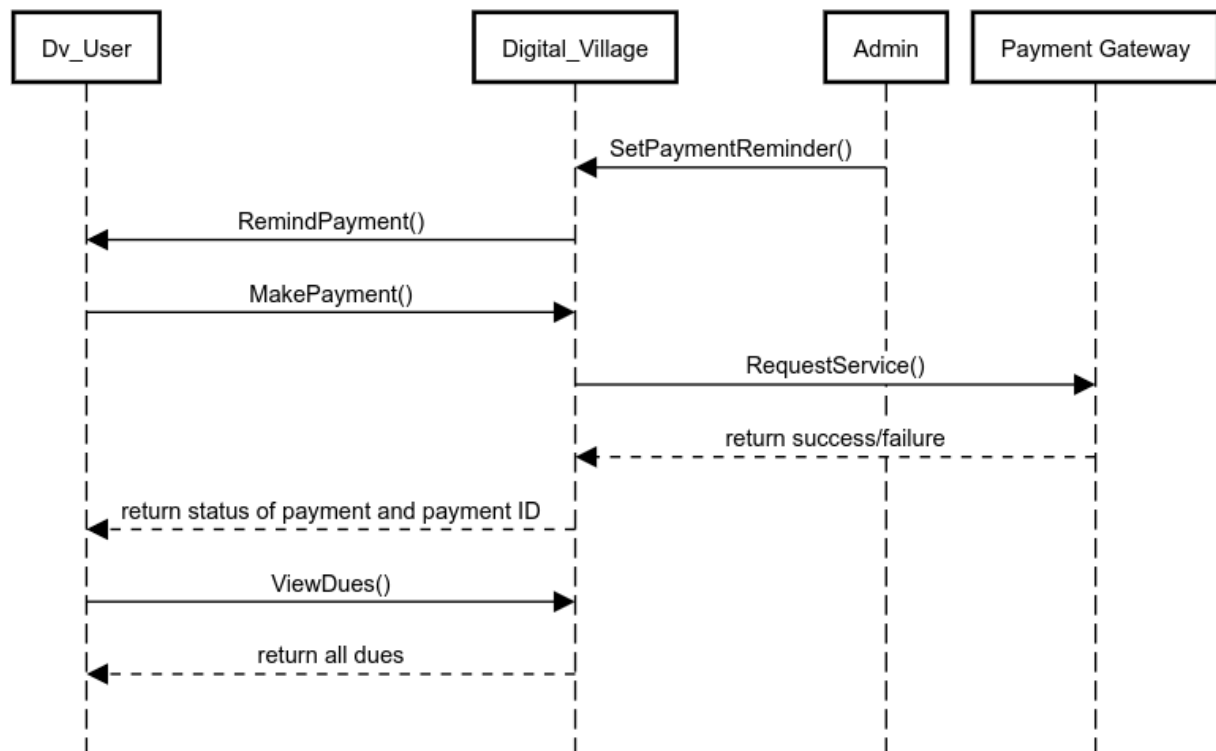 Dv_User
Digital_Village
Admin
Payment Gateway
SetPaymentReminder()
RemindPayment()
MakePayment()
RequestService()
return success/failure
return status of payment and payment ID
ViewDues()
return all dues